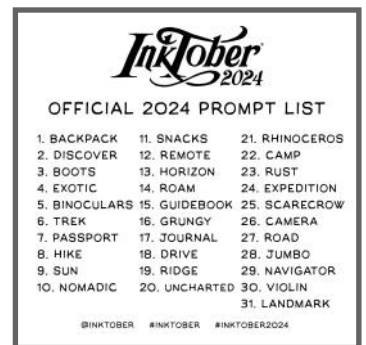 InkTober
2024
OFFICIAL 2024 PROMPT LIST
1. BACKPACK
2. DISCOVER
3. BOOTS
4. EXOTIC
5. BINOCULARS
6. TREK
7. PASSPORT
8. HIKE
9. SUN
10. NOMADIC
11. SNACKS
12. REMOTE
13. HORIZON
14. ROAM
15. GUIDEBOOK
16. GRUNGY
17. JOURNAL
18. DRIVE
19. RIDGE
20. UNCHARTED
21. RHINOCEROS
22. CAMP
23. RUST
24. EXPEDITION
25. SCARECROW
26. CAMERA
27. ROAD
28. JUMBO
29. NAVIGATOR
30. VIOLIN
31. LANDMARK
@INKTOBER #INKTOBER #INKTOBER2024